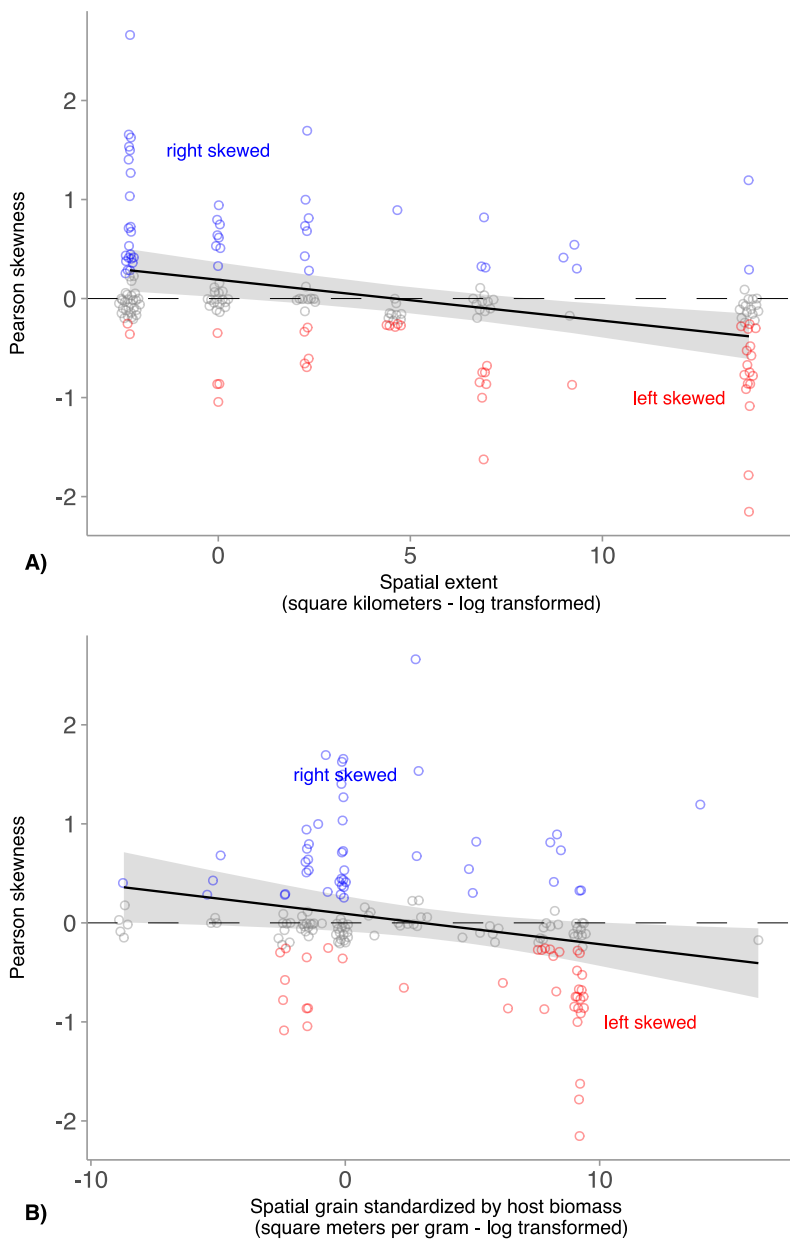 2
right skewed
1
Pearson skewness
0
-1
left skewed
-2
0
5
10
A)
Spatial extent
(square kilometers - log transformed)
2
right skewed
1
Pearson skewness
0
-1
left skewed
-2
-10
0
10
B)
Spatial grain standardized by host biomass
(square meters per gram - log transformed)